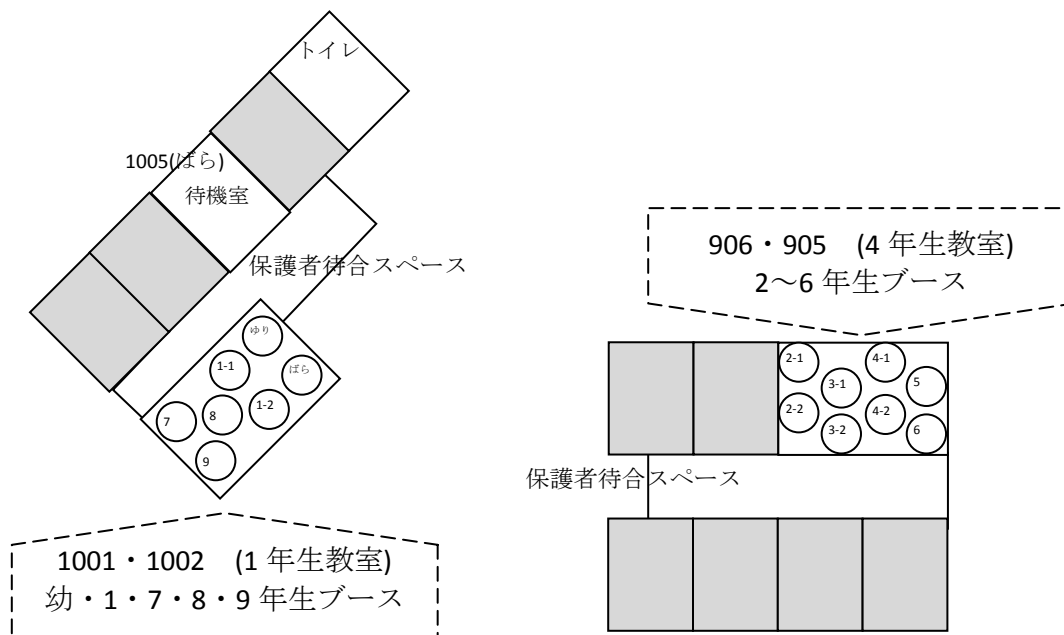 トイレ
1005(ばら)
待機室
保護者待合スペース
ゆり
1-1
ばら
1-2
8
7
9
1001・1002 (1 年生教室)
幼・1・7・8・9 年生ブース
906・905 (4 年生教室)
2～6 年生ブース
2-1
4-1
3-1
5
2-2
4-2
3-2
6
保護者待合スペース